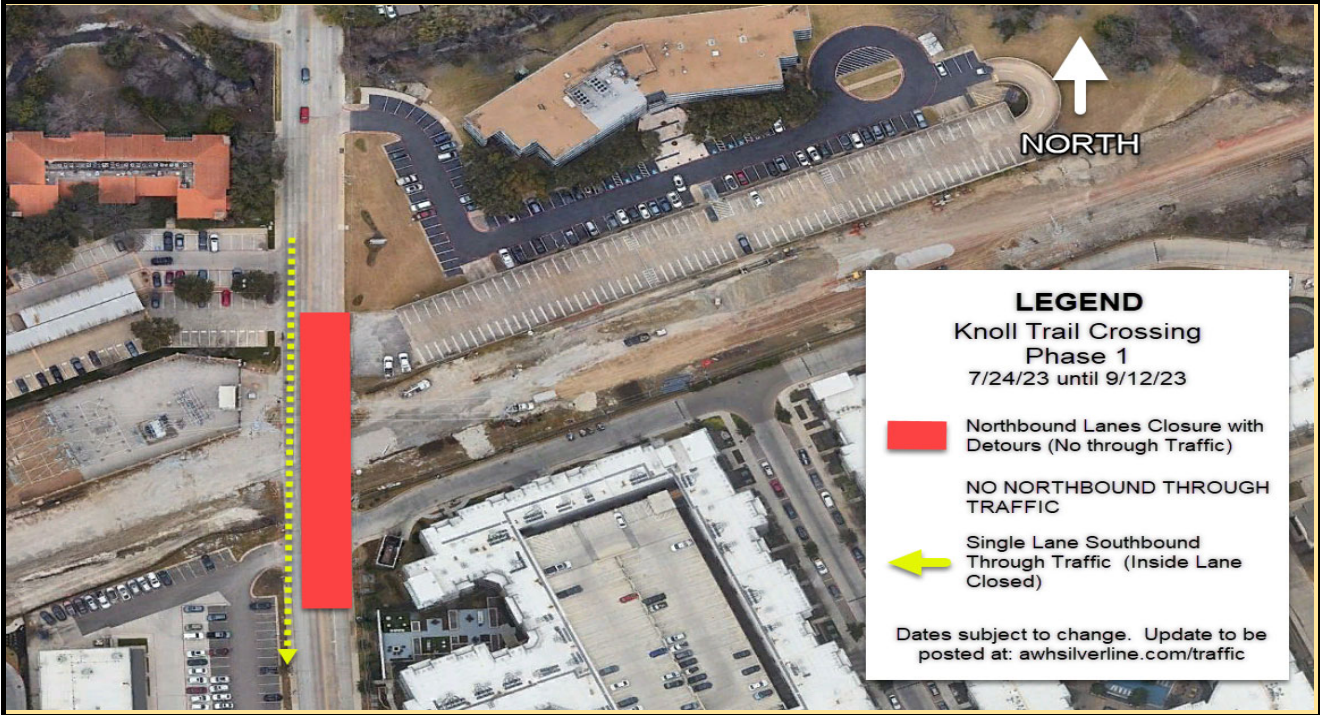 NORTH
LEGEND
Knoll Trail Crossing
Phase 1
7/24/23 until 9/12/23
Northbound Lanes Closure with
Detours (No through Traffic)
NO NORTHBOUND THROUGH
TRAFFIC
Single Lane Southbound
Through Traffic (Inside Lane
Closed)
Dates subject to change. Update to be
posted at: awhsilverline.com/traffic